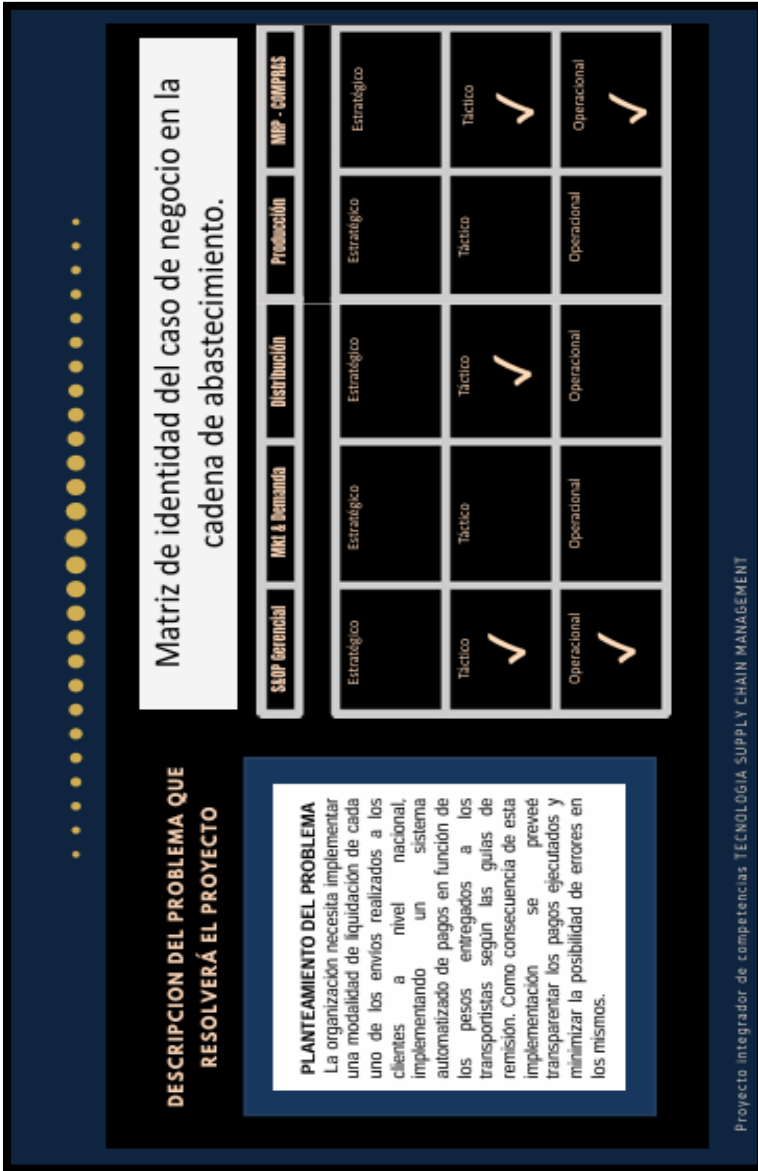 DESCRIPCION DEL PROBLEMA QUE
RESOLVERÁ EL PROYECTO
PLANTEAMIENTO DEL PROBLEMA
La organización necesita implementar
una modalidad de liquidación de cada
uno de los envíos realizados a los
clientes a nivel nacional,
implementando un sistema
automatizado de pagos en función de
los pesos entregados a los
transportistas según las guías de
remisión. Como consecuencia de esta
implementación se preveé
transparentar los pagos ejecutados y
minimizar la posibilidad de errores en
los mismos.
Matriz de identidad del caso de negocio en la
cadena de abastecimiento.
S&OP Gerencial Mkt & Demanda Distribución Producción MRP - COMPRAS
Estratégico Estratégico Estratégico Estratégico Estratégico
Táctico Táctico Táctico Táctico Táctico
Operacional Operacional Operacional Operacional Operacional
Proyecto integrador de competencias TECNOLOGIA SUPPLY CHAIN MANAGEMENT